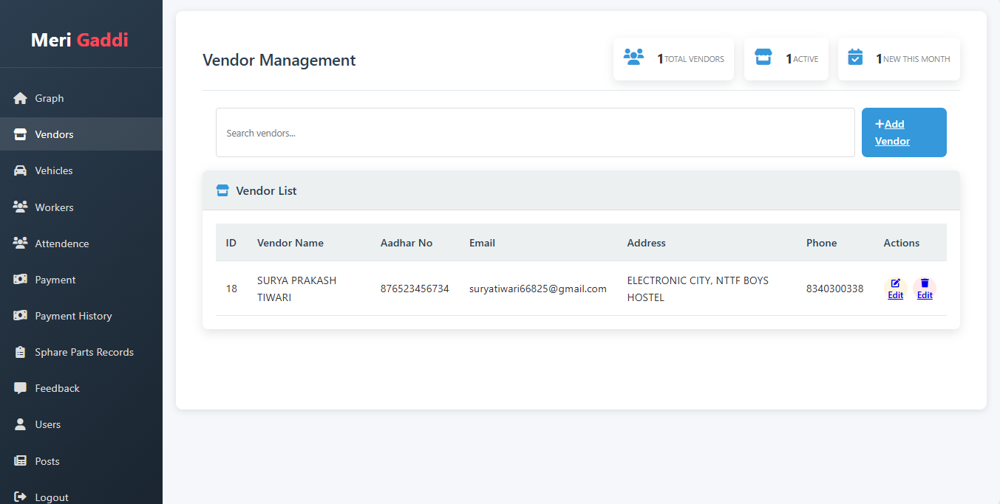 Meri Gaddi
Graph
Vendors
Vehicles
Workers
Attendence
Payment
Payment History
Sphare Parts Records
Feedback
Users
Posts
Logout
Vendor Management
1 TOTAL VENDORS
1 ACTIVE
1 NEW THIS MONTH
Search vendors...
+Add
Vendor
Vendor List
ID Vendor Name Aadhar No Email Address Phone Actions
18 SURYA PRAKASH TIWARI 876523456734 suryatiwari66825@gmail.com ELECTRONIC CITY, NTTF BOYS HOSTEL 8340300338 Edit Edit